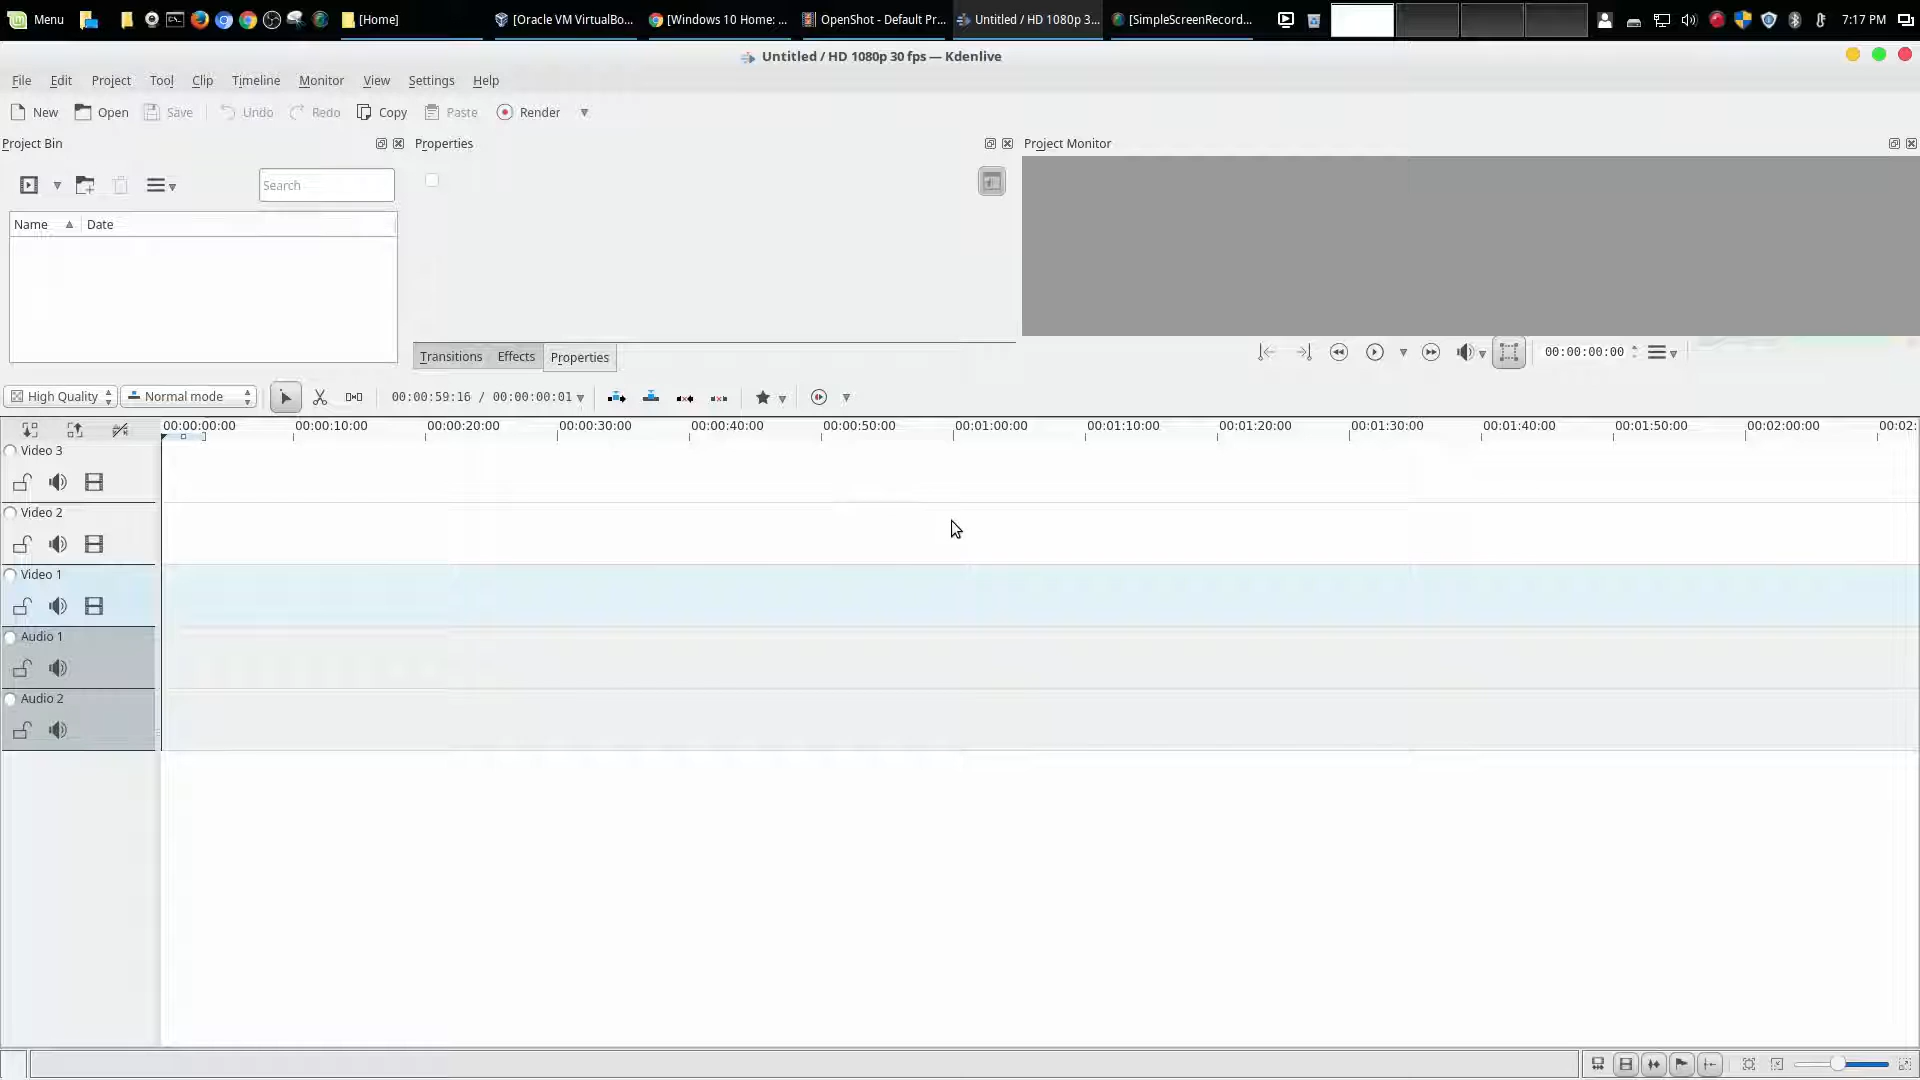 Menu [Home] [Oracle VM VirtualBo... [Windows 10 Home: ... OpenShot - Default Pr... Untitled / HD 1080p 3... [SimpleScreenRecord... 7:17 PM
Untitled / HD 1080p 30 fps — Kdenlive
File Edit Project Tool Clip Timeline Monitor View Settings Help
New Open Save Undo Redo Copy Paste Render
Project Bin Properties Project Monitor
Search
Name Date
Transitions Effects Properties
00:00:00:00
High Quality Normal mode 00:00:59:16 / 00:00:00:01
00:00:00:00 00:00:10:00 00:00:20:00 00:00:30:00 00:00:40:00 00:00:50:00 00:01:00:00 00:01:10:00 00:01:20:00 00:01:30:00 00:01:40:00 00:01:50:00 00:02:00:00 00:02:
Video 3
Video 2
Video 1
Audio 1
Audio 2